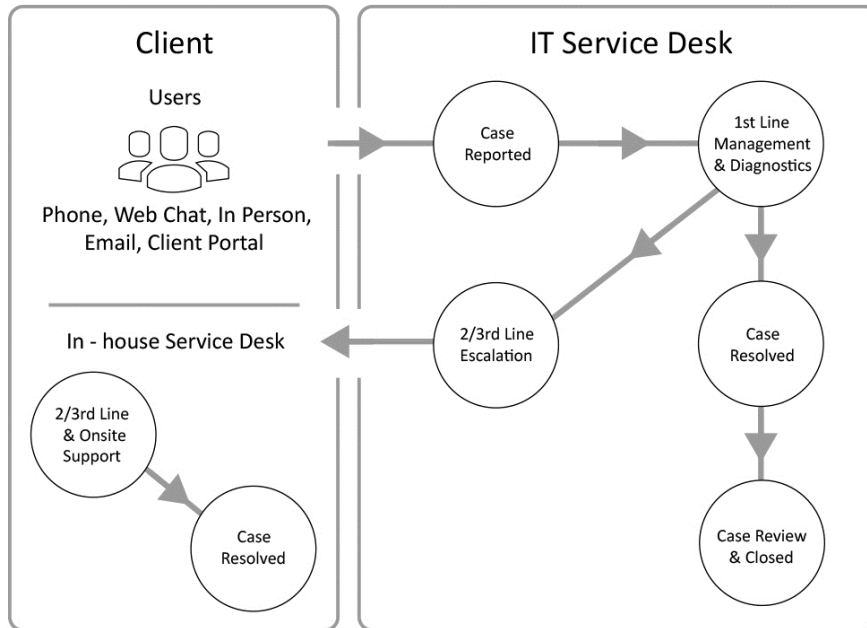 Client
Users
Phone, Web Chat, In Person,
Email, Client Portal
In - house Service Desk
2/3rd Line
& Onsite
Support
Case
Resolved
IT Service Desk
Case
Reported
1st Line
Management
& Diagnostics
2/3rd Line
Escalation
Case
Resolved
Case Review
& Closed